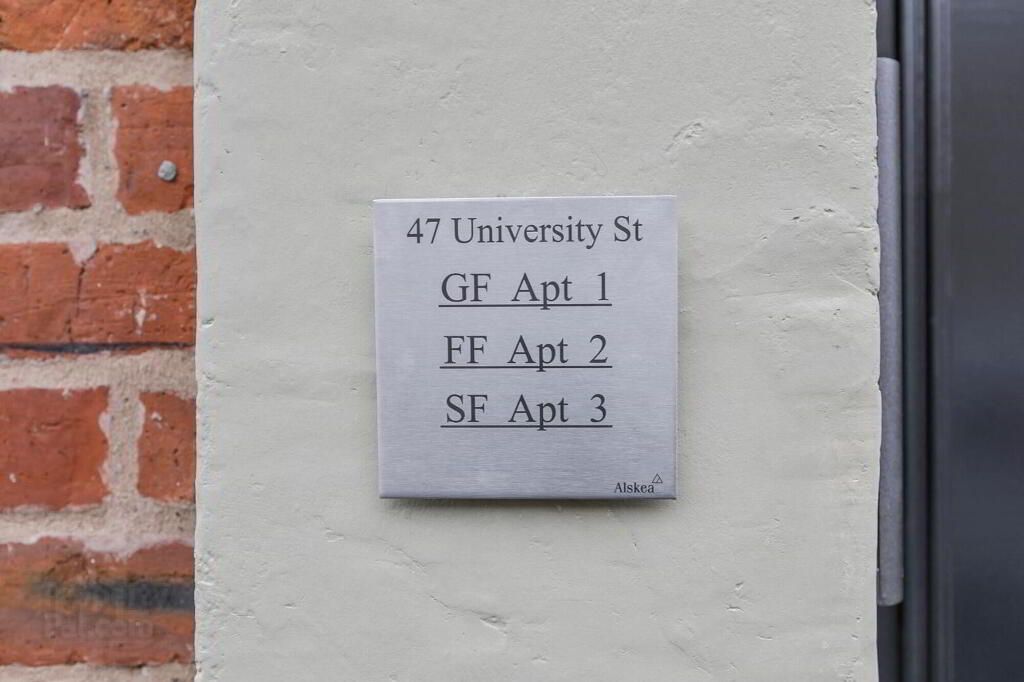 47 University St
GF Apt 1
FF Apt 2
SF Apt 3
Alskea